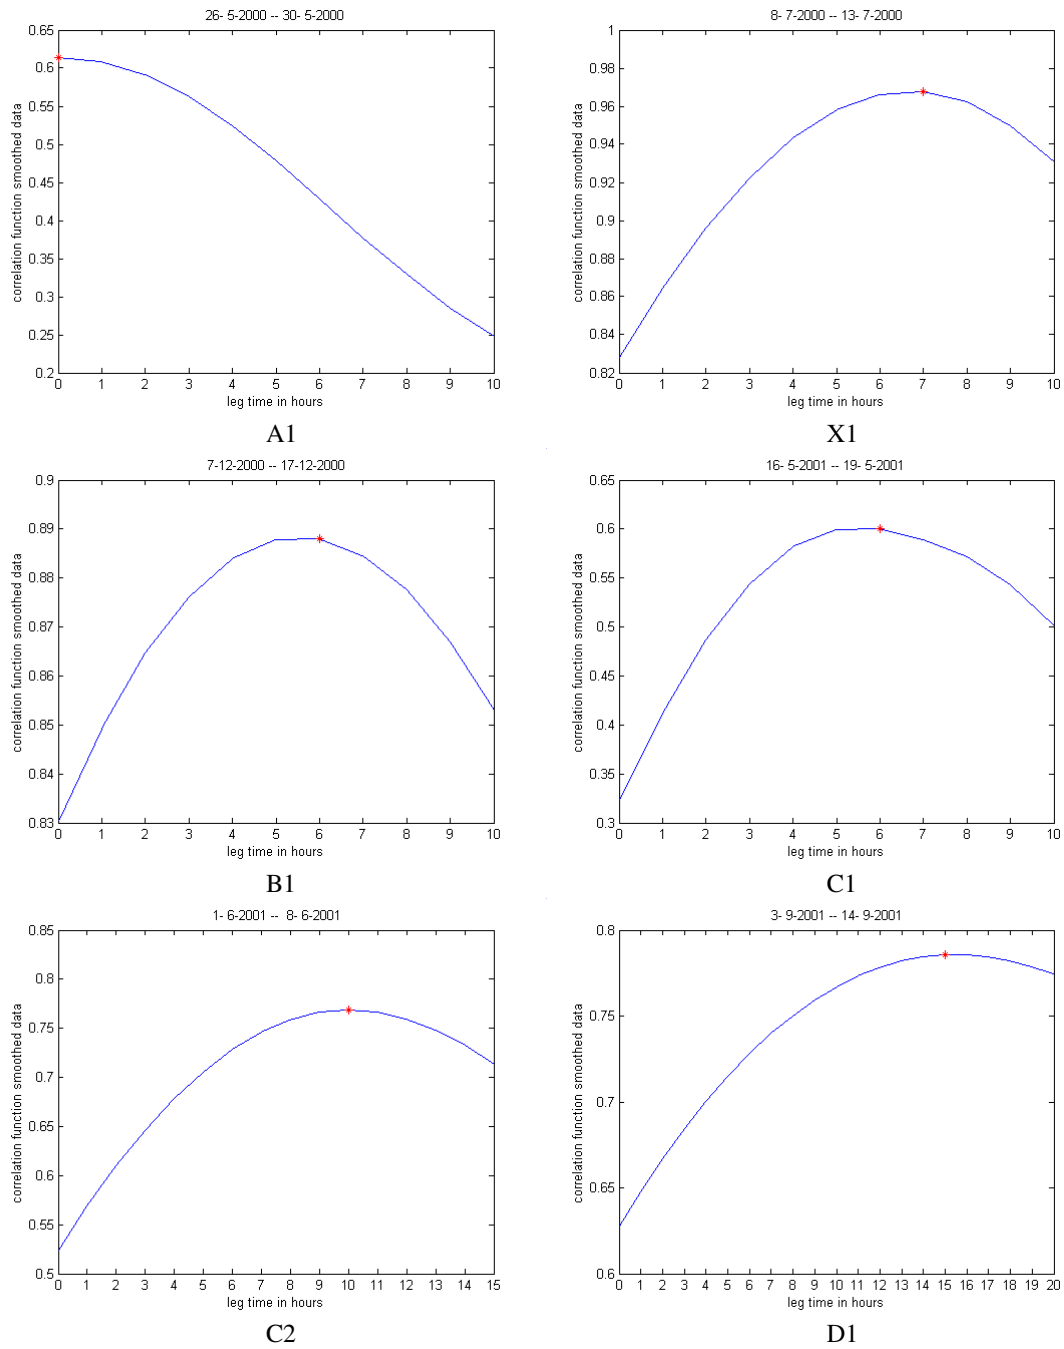 26- 5-2000 -- 30- 5-2000
correlation function smoothed data
0.65
0.6
0.55
0.5
0.45
0.4
0.35
0.3
0.25
0.2
0 1 2 3 4 5 6 7 8 9 10
leg time in hours
A1
8- 7-2000 -- 13- 7-2000
correlation function smoothed data
1
0.98
0.96
0.94
0.92
0.9
0.88
0.86
0.84
0.82
0 1 2 3 4 5 6 7 8 9 10
leg time in hours
X1
7-12-2000 -- 17-12-2000
correlation function smoothed data
0.9
0.89
0.88
0.87
0.86
0.85
0.84
0.83
0 1 2 3 4 5 6 7 8 9 10
leg time in hours
B1
16- 5-2001 -- 19- 5-2001
correlation function smoothed data
0.65
0.6
0.55
0.5
0.45
0.4
0.35
0.3
0 1 2 3 4 5 6 7 8 9 10
leg time in hours
C1
1- 6-2001 -- 8- 6-2001
correlation function smoothed data
0.85
0.8
0.75
0.7
0.65
0.6
0.55
0.5
0 1 2 3 4 5 6 7 8 9 10 11 12 13 14 15
leg time in hours
C2
3- 9-2001 -- 14- 9-2001
correlation function smoothed data
0.8
0.75
0.7
0.65
0.6
0 1 2 3 4 5 6 7 8 9 10 11 12 13 14 15 16 17 18 19 20
leg time in hours
D1